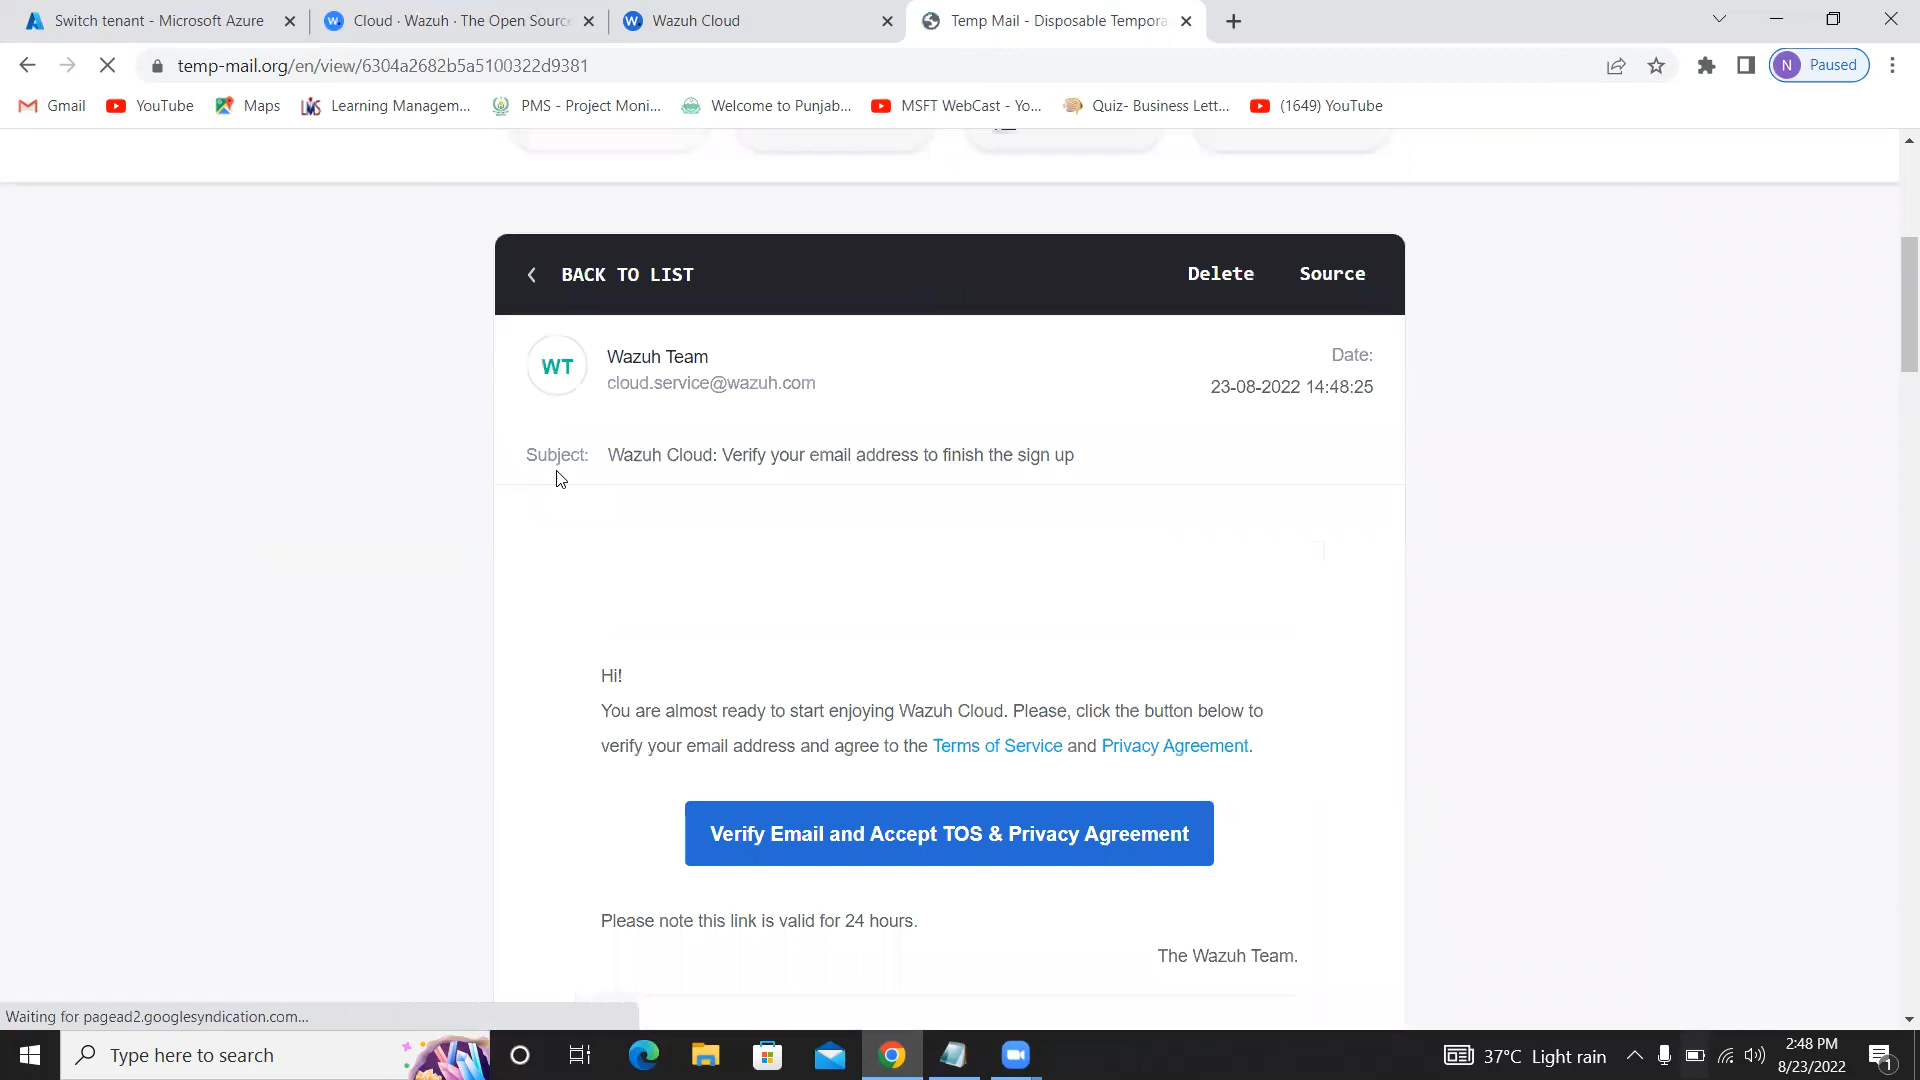 Switch tenant - Microsoft Azure
Cloud · Wazuh · The Open Sourc
Wazuh Cloud
Temp Mail - Disposable Tempora
temp-mail.org/en/view/6304a2682b5a5100322d9381
N Paused
Gmail
YouTube
Maps
Learning Managem...
PMS - Project Moni...
Welcome to Punjab...
MSFT WebCast - Yo...
Quiz- Business Lett...
(1649) YouTube
BACK TO LIST
Delete
Source
WT
Wazuh Team
cloud.service@wazuh.com
Date:
23-08-2022 14:48:25
Subject: Wazuh Cloud: Verify your email address to finish the sign up
Hi!
You are almost ready to start enjoying Wazuh Cloud. Please, click the button below to
verify your email address and agree to the Terms of Service and Privacy Agreement.
Verify Email and Accept TOS & Privacy Agreement
Please note this link is valid for 24 hours.
The Wazuh Team.
Waiting for pagead2.googlesyndication.com...
Type here to search
37°C Light rain
2:48 PM
8/23/2022
1